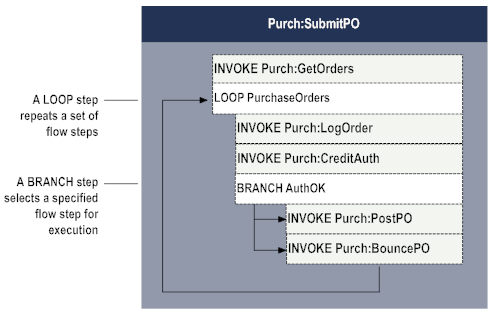 Purch:SubmitPO
INVOKE Purch:GetOrders
A LOOP step
repeats a set of
flow steps
LOOP PurchaseOrders
INVOKE Purch:LogOrder
INVOKE Purch:CreditAuth
A BRANCH step
selects a specified
flow step for
execution
BRANCH AuthOK
INVOKE Purch:PostPO
INVOKE Purch:BouncePO